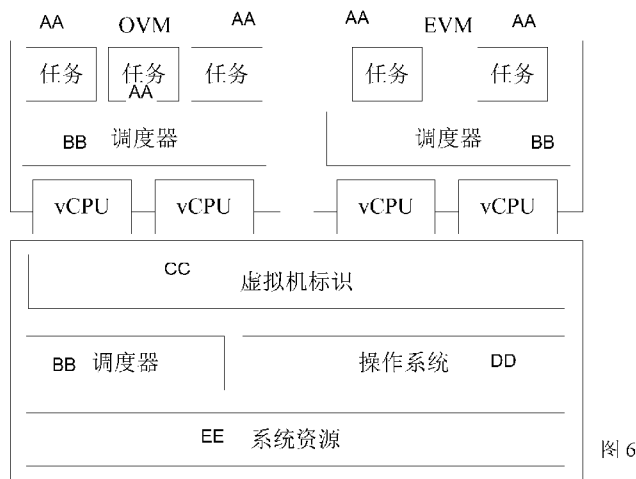 AA OVM AA AA EVM AA
任务 任务 任务 任务 任务
AA
BB 调度器 调度器 BB
vCPU vCPU vCPU vCPU
CC 虚拟机标识
BB 调度器 操作系统 DD
EE 系统资源
图 6